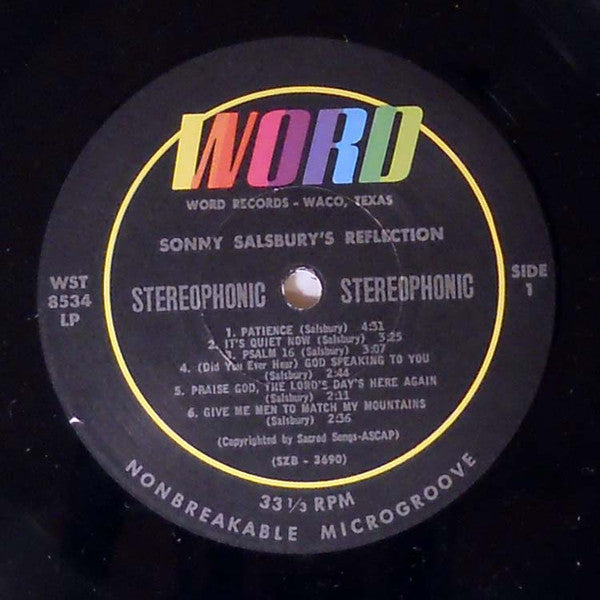 WORD
WORD RECORDS - WACO, TEXAS
SONNY SALSBURY'S REFLECTION
WST
8534
LP
STEREOPHONIC STEREOPHONIC
SIDE
1
1. PATIENCE (Salsbury) 4:31
2. IT'S QUIET NOW (Salsbury) 3:25
3. PSALM 16 (Salsbury) 3:07
4. (Did You Ever Hear) GOD SPEAKING TO YOU
(Salsbury) 2:44
5. PRAISE GOD, THE LORD'S DAY'S HERE AGAIN
(Salsbury) 2:11
6. GIVE ME MEN TO MATCH MY MOUNTAINS
(Salsbury) 2:36
(Copyrighted by Sacred Songs-ASCAP)
(SZB - 3690)
33 1/3 RPM
NONBREAKABLE MICROGROOVE